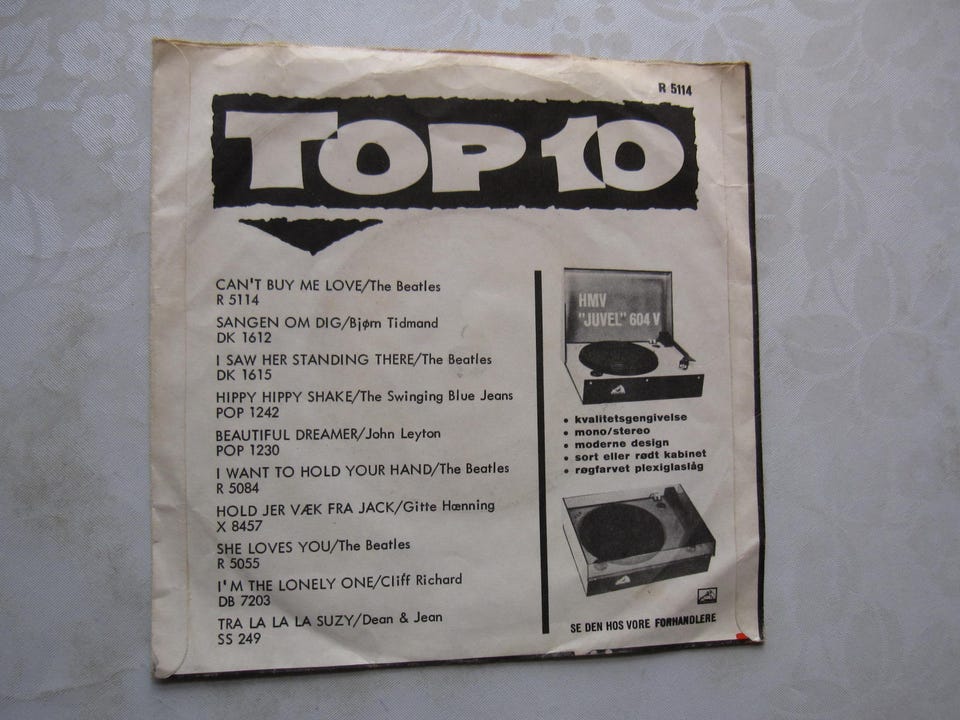 R 5114
TOP 10
CAN'T BUY ME LOVE/The Beatles
R 5114
SANGEN OM DIG/Bjørn Tidmand
DK 1612
I SAW HER STANDING THERE/The Beatles
DK 1615
HIPPY HIPPY SHAKE/The Swinging Blue Jeans
POP 1242
BEAUTIFUL DREAMER/John Leyton
POP 1230
I WANT TO HOLD YOUR HAND/The Beatles
R 5084
HOLD JER VÆK FRA JACK/Gitte Hænning
X 8457
SHE LOVES YOU/The Beatles
R 5055
I'M THE LONELY ONE/Cliff Richard
DB 7203
TRA LA LA LA SUZY/Dean & Jean
SS 249
HMV
"JUVEL" 604 V
• kvalitetsgengivelse
• mono/stereo
• moderne design
• sort eller rødt kabinet
• røgfarvet plexiglaslåg
SE DEN HOS VORE FORHANDLERE